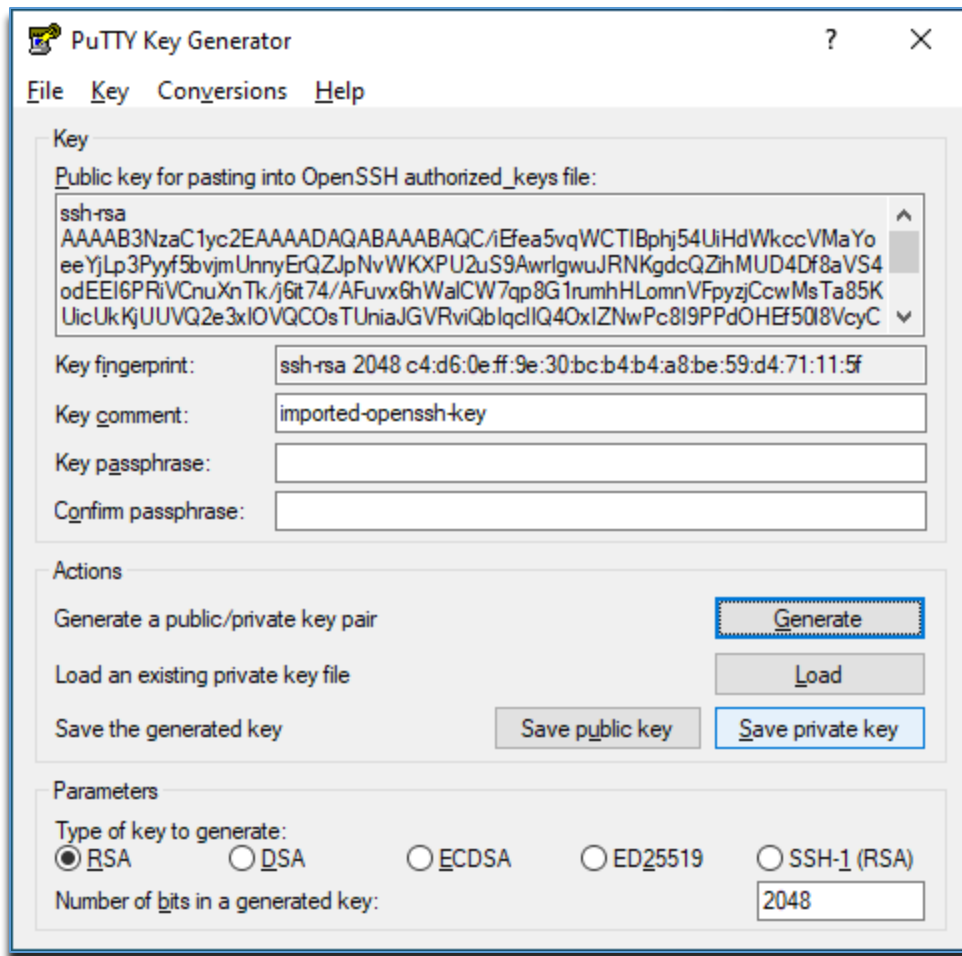 PuTTY Key Generator
?
File Key Conversions Help
Key
Public key for pasting into OpenSSH authorized_keys file:
ssh-rsa
AAAAB3NzaC1yc2EAAAADAQABAAABAQC/iEfea5vqWCTIBphj54UiHdWkccVMaYo
eeYjLp3Pyyf5bvjmUnnyErQZJpNvWKXPU2uS9AwrIgwuJRNKgdcQZihMUD4Df8aVS4
odEEI6PRiVCnuXnTk/j6it74/AFuvx6hWaICW7qp8G1rumhHLomnVFpyzjCcwMsTa85K
UicUkKjUUVQ2e3xIOVQCOsTUniaJGVRviQbIqcIIQ4OxIZNwPc8I9PPdOHEf50I8VcyC
Key fingerprint: ssh-rsa 2048 c4:d6:0e:ff:9e:30:bc:b4:b4:a8:be:59:d4:71:11:5f
Key comment: imported-openssh-key
Key passphrase:
Confirm passphrase:
Actions
Generate a public/private key pair Generate
Load an existing private key file Load
Save the generated key Save public key Save private key
Parameters
Type of key to generate:
RSA DSA ECDSA ED25519 SSH-1 (RSA)
Number of bits in a generated key: 2048